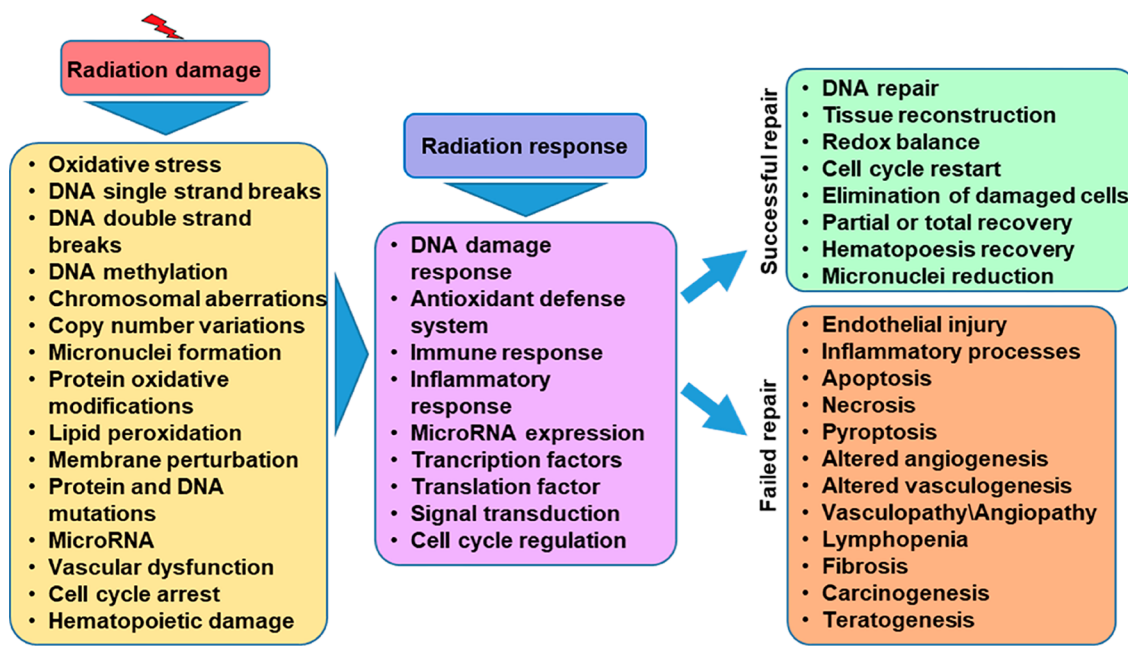 Radiation damage
• Oxidative stress
• DNA single strand breaks
• DNA double strand
breaks
• DNA methylation
• Chromosomal aberrations
• Copy number variations
• Micronuclei formation
• Protein oxidative
modifications
• Lipid peroxidation
• Membrane perturbation
• Protein and DNA
mutations
• MicroRNA
• Vascular dysfunction
• Cell cycle arrest
• Hematopoietic damage
Radiation response
• DNA damage
response
• Antioxidant defense
system
• Immune response
• Inflammatory
response
• MicroRNA expression
• Trancription factors
• Translation factor
• Signal transduction
• Cell cycle regulation
Successful repair
• DNA repair
• Tissue reconstruction
• Redox balance
• Cell cycle restart
• Elimination of damaged cells
• Partial or total recovery
• Hematopoesis recovery
• Micronuclei reduction
Failed repair
• Endothelial injury
• Inflammatory processes
• Apoptosis
• Necrosis
• Pyroptosis
• Altered angiogenesis
• Altered vasculogenesis
• Vasculopathy\Angiopathy
• Lymphopenia
• Fibrosis
• Carcinogenesis
• Teratogenesis